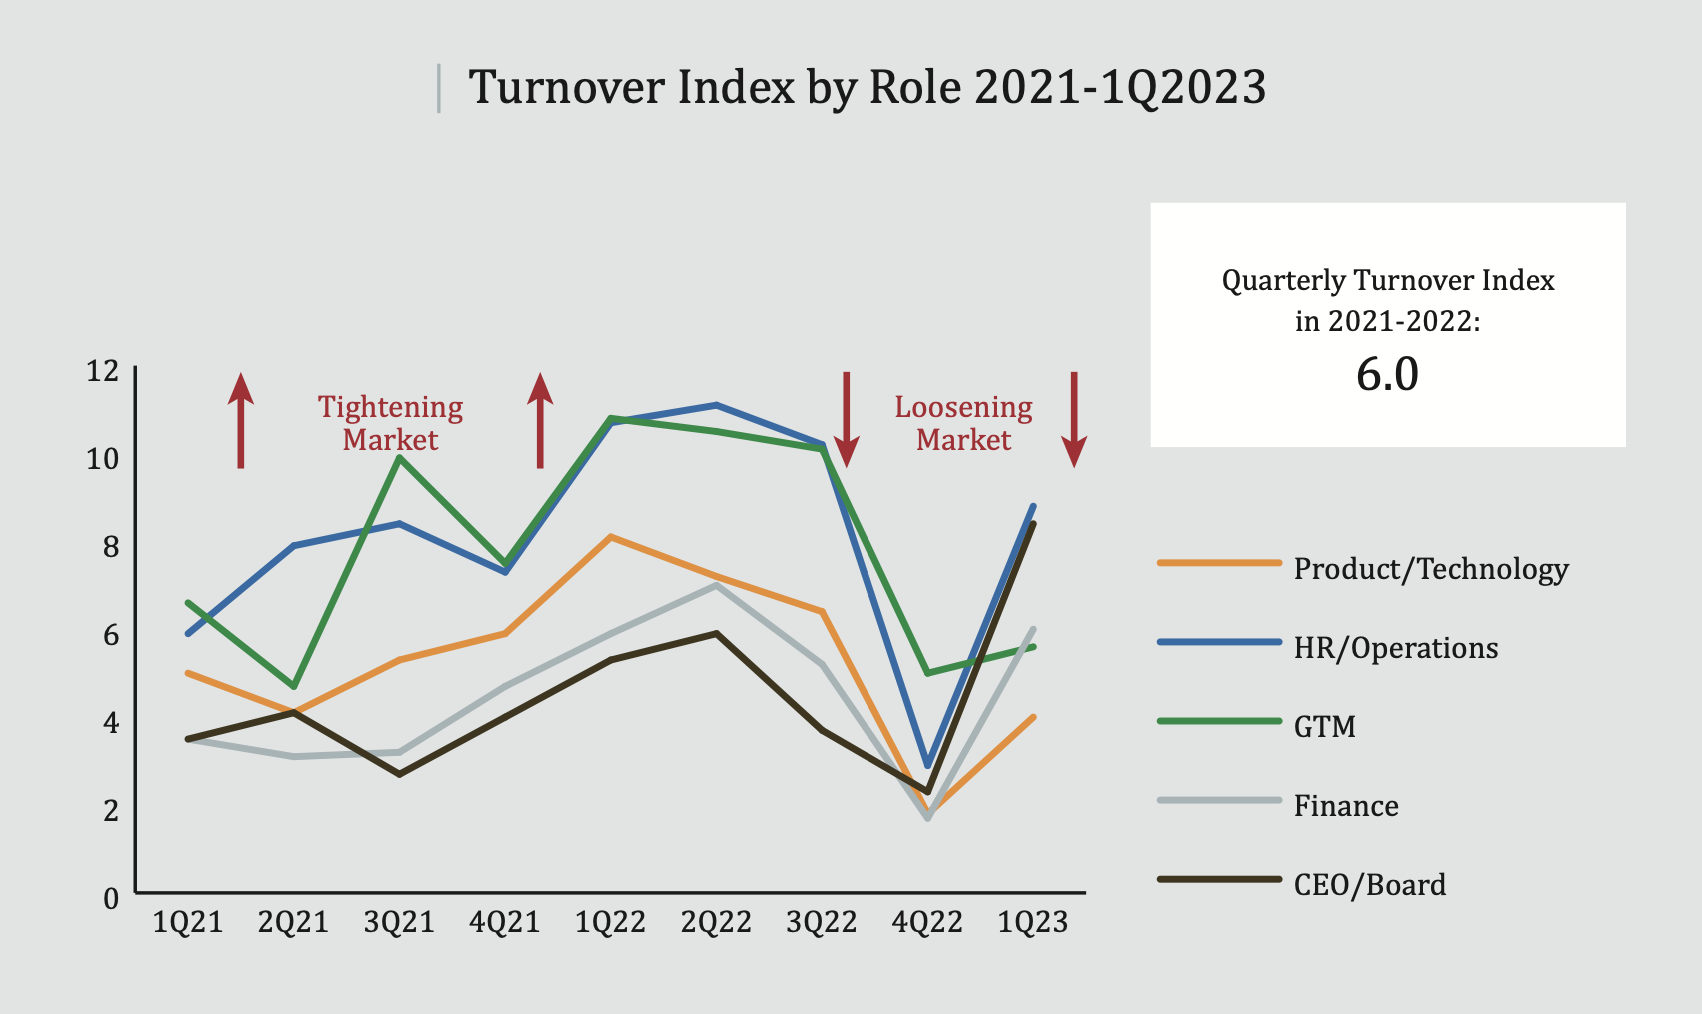 Turnover Index by Role 2021-1Q2023
Quarterly Turnover Index
in 2021-2022:
6.0
12
10
8
6
4
2
0
Tightening
Market
Loosening
Market
1Q21 2Q21 3Q21 4Q21 1Q22 2Q22 3Q22 4Q22 1Q23
Product/Technology
HR/Operations
GTM
Finance
CEO/Board